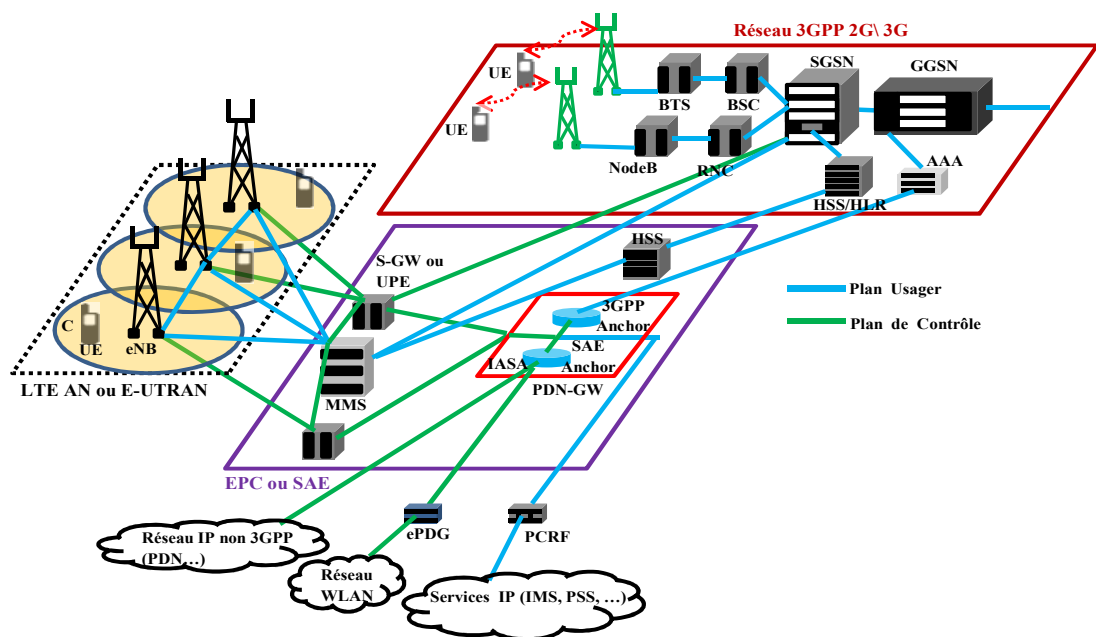 Réseau 3GPP 2G\ 3G
SGSN
GGSN
UE
BTS
BSC
UE
NodeB
RNC
AAA
HSS/HLR
HSS
S-GW ou
UPE
Plan Usager
3GPP
Anchor
Plan de Contrôle
C
UE
eNB
SAE
IASA
Anchor
LTE AN ou E-UTRAN
MMS
PDN-GW
EPC ou SAE
Réseau IP non 3GPP
(PDN…)
ePDG
PCRF
Réseau
WLAN
Services IP (IMS, PSS, …)